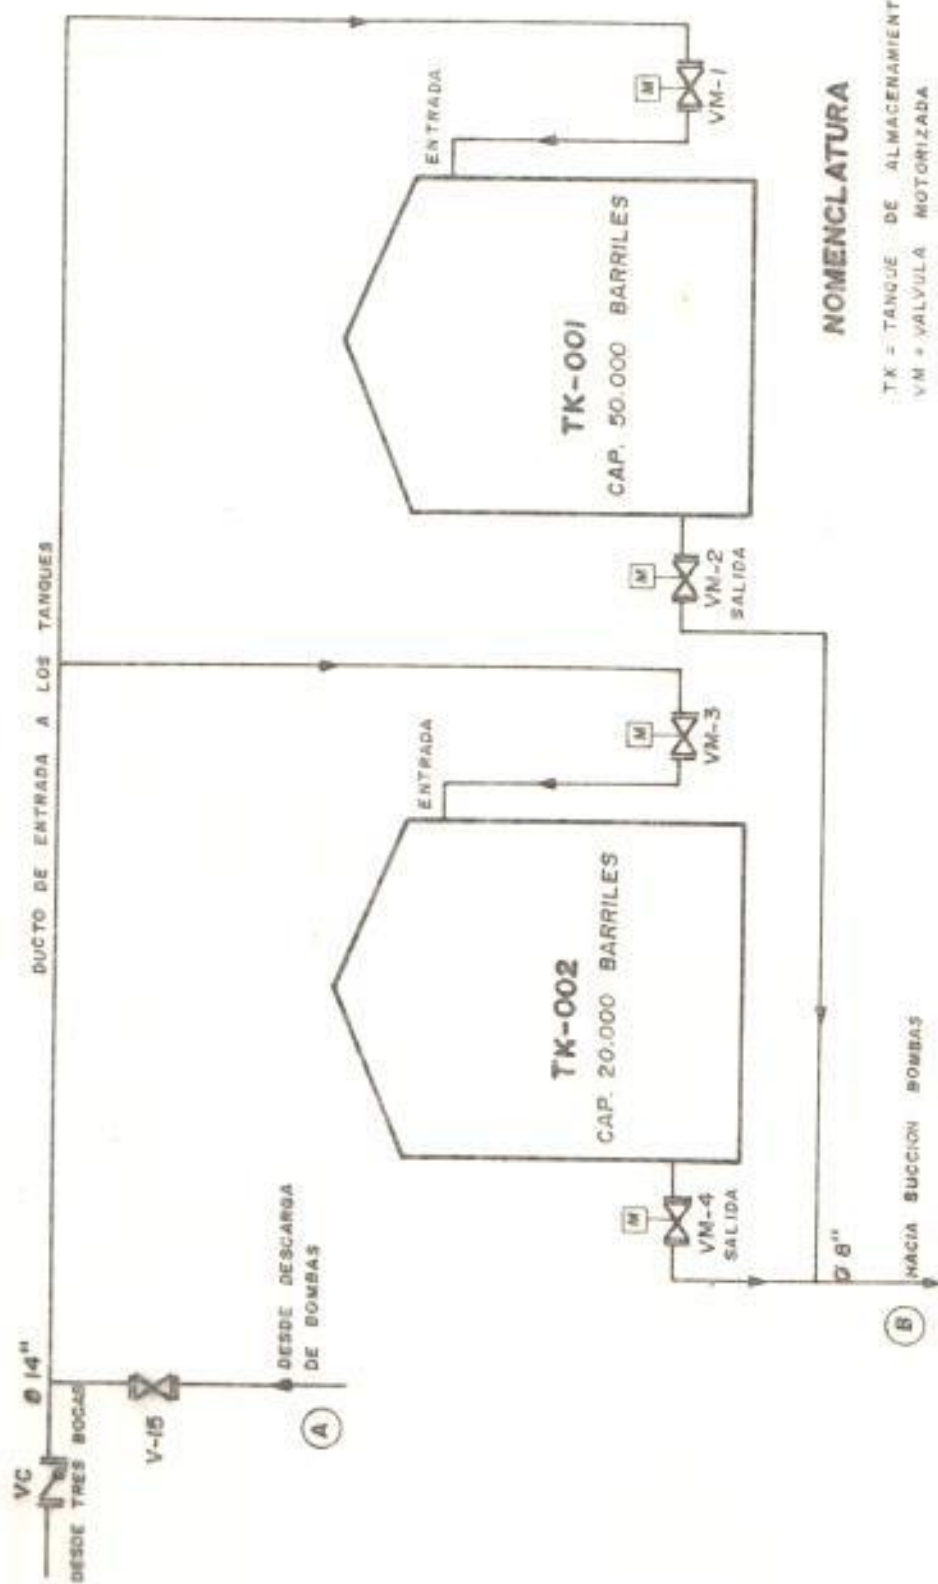 DUCTO DE ENTRADA A LOS TANQUES
VC
Ø 14"
DESDE TRES BOCAS
V-15
DESDE DESCARGA
DE BOMBAS
A
ENTRADA
TK-002
CAP. 20.000 BARRILES
M
VM-4
SALIDA
M
VM-3
ENTRADA
TK-001
CAP. 50.000 BARRILES
M
VM-2
SALIDA
M
VM-1
Ø 8"
B
HACIA SUCCION BOMBAS
NOMENCLATURA
TK = TANQUE DE ALMACENAMIENT
VM = VALVULA MOTORIZADA